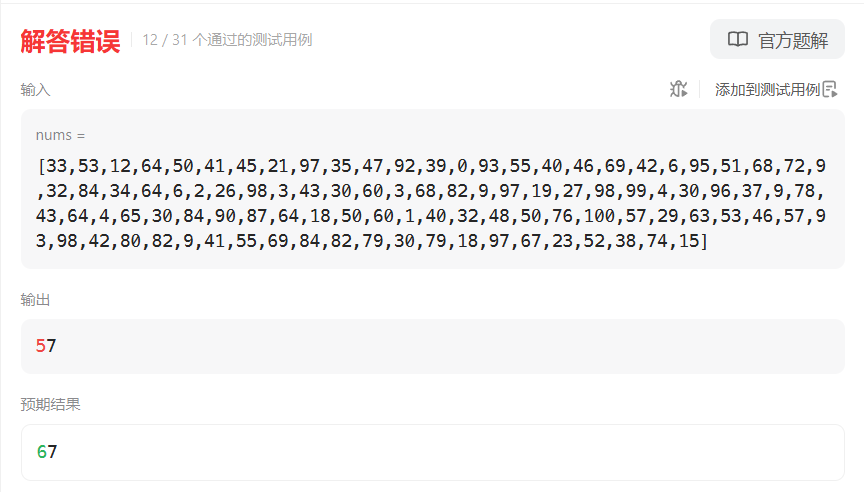 解答错误 12 / 31 个通过的测试用例 官方题解
输入 添加到测试用例
nums =
[33,53,12,64,50,41,45,21,97,35,47,92,39,0,93,55,40,46,69,42,6,95,51,68,72,9
,32,84,34,64,6,2,26,98,3,43,30,60,3,68,82,9,97,19,27,98,99,4,30,96,37,9,78,
43,64,4,65,30,84,90,87,64,18,50,60,1,40,32,48,50,76,100,57,29,63,53,46,57,9
3,98,42,80,82,9,41,55,69,84,82,79,30,79,18,97,67,23,52,38,74,15]
输出
57
预期结果
67